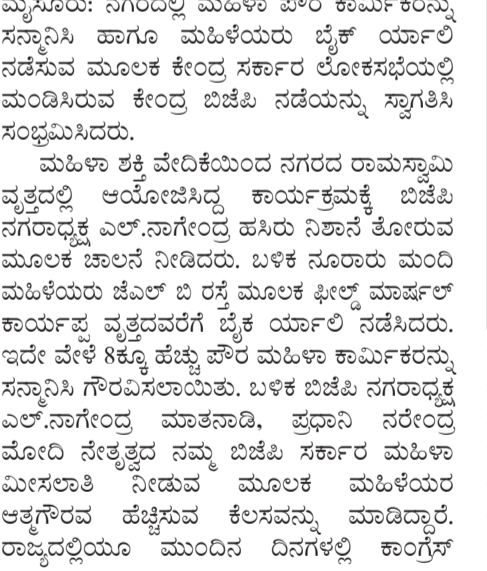 ಮೈಸೂರು: ನಗರದಲ್ಲಿ ಮಹಿಳಾ ಪೌರ ಕಾರ್ಮಿಕರನ್ನು
ಸನ್ಮಾನಿಸಿ ಹಾಗೂ ಮಹಿಳೆಯರು ಬೈಕ್ ರ್ಯಾಲಿ
ನಡೆಸುವ ಮೂಲಕ ಕೇಂದ್ರ ಸರ್ಕಾರ ಲೋಕಸಭೆಯಲ್ಲಿ
ಮಂಡಿಸಿರುವ ಕೇಂದ್ರ ಬಿಜೆಪಿ ನಡೆಯನ್ನು ಸ್ವಾಗತಿಸಿ
ಸಂಭ್ರಮಿಸಿದರು.
ಮಹಿಳಾ ಶಕ್ತಿ ವೇದಿಕೆಯಿಂದ ನಗರದ ರಾಮಸ್ವಾಮಿ
ವೃತ್ತದಲ್ಲಿ ಆಯೋಜಿಸಿದ್ದ ಕಾರ್ಯಕ್ರಮಕ್ಕೆ ಬಿಜೆಪಿ
ನಗರಾಧ್ಯಕ್ಷ ಎಲ್.ನಾಗೇಂದ್ರ ಹಸಿರು ನಿಶಾನೆ ತೋರುವ
ಮೂಲಕ ಚಾಲನೆ ನೀಡಿದರು. ಬಳಿಕ ನೂರಾರು ಮಂದಿ
ಮಹಿಳೆಯರು ಜೆಎಲ್ ಬಿ ರಸ್ತೆ ಮೂಲಕ ಫೀಲ್ಡ್ ಮಾರ್ಷಲ್
ಕಾರ್ಯಪ್ಪ ವೃತ್ತದವರೆಗೆ ಬೈಕ ರ್ಯಾಲಿ ನಡೆಸಿದರು.
ಇದೇ ವೇಳೆ 8ಕ್ಕೂ ಹೆಚ್ಚು ಪೌರ ಮಹಿಳಾ ಕಾರ್ಮಿಕರನ್ನು
ಸನ್ಮಾನಿಸಿ ಗೌರವಿಸಲಾಯಿತು. ಬಳಿಕ ಬಿಜೆಪಿ ನಗರಾಧ್ಯಕ್ಷ
ಎಲ್.ನಾಗೇಂದ್ರ ಮಾತನಾಡಿ, ಪ್ರಧಾನಿ ನರೇಂದ್ರ
ಮೋದಿ ನೇತೃತ್ವದ ನಮ್ಮ ಬಿಜೆಪಿ ಸರ್ಕಾರ ಮಹಿಳಾ
ಮೀಸಲಾತಿ ನೀಡುವ ಮೂಲಕ ಮಹಿಳೆಯರ
ಆತ್ಮಗೌರವ ಹೆಚ್ಚಿಸುವ ಕೆಲಸವನ್ನು ಮಾಡಿದ್ದಾರೆ.
ರಾಜ್ಯದಲ್ಲಿಯೂ ಮುಂದಿನ ದಿನಗಳಲ್ಲಿ ಕಾಂಗ್ರೆಸ್